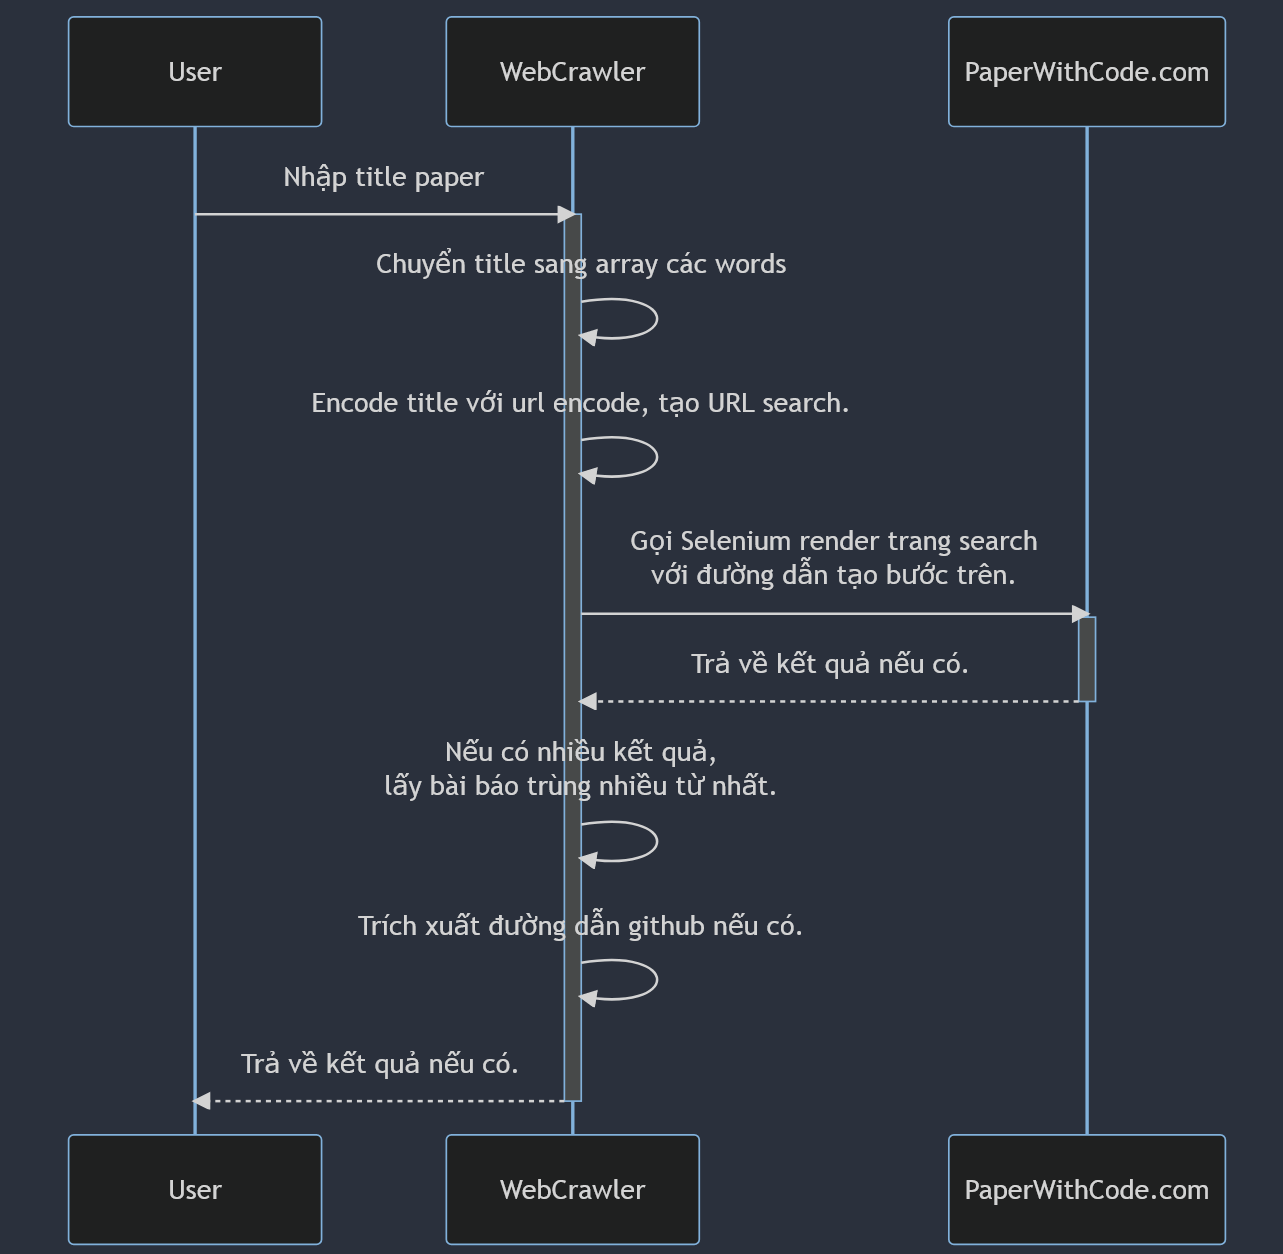 User
WebCrawler
PaperWithCode.com
Nhập title paper
Chuyển title sang array các words
Encode title với url encode, tạo URL search.
Gọi Selenium render trang search
với đường dẫn tạo bước trên.
Trả về kết quả nếu có.
Nếu có nhiều kết quả,
lấy bài báo trùng nhiều từ nhất.
Trích xuất đường dẫn github nếu có.
Trả về kết quả nếu có.
User
WebCrawler
PaperWithCode.com